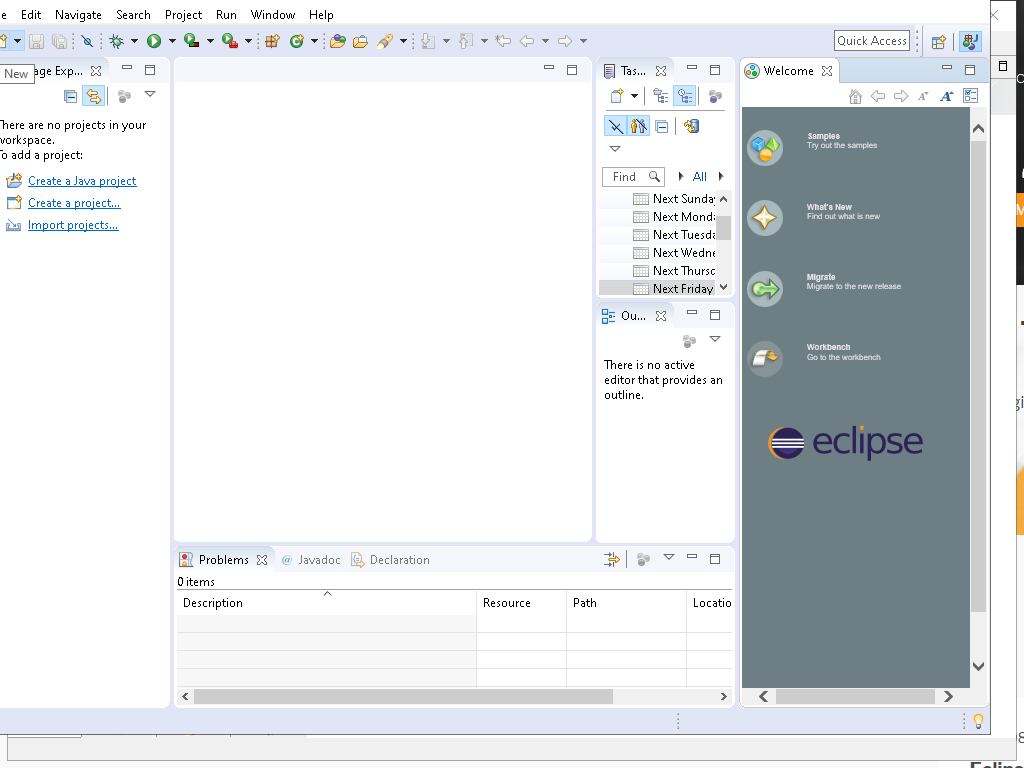 Edit Navigate Search Project Run Window Help
Quick Access
New
age Exp...
There are no projects in your
workspace.
To add a project:
Create a Java project
Create a project...
Import projects...
Tas...
Find
All
Next Sunday
Next Monda
Next Tuesda
Next Wedne
Next Thursd
Next Friday
Ou...
There is no active
editor that provides an
outline.
Welcome
Samples
Try out the samples
What's New
Find out what is new
Migrate
Migrate to the new release
Workbench
Go to the workbench
eclipse
Problems @ Javadoc Declaration
0 items
Description Resource Path Locatio